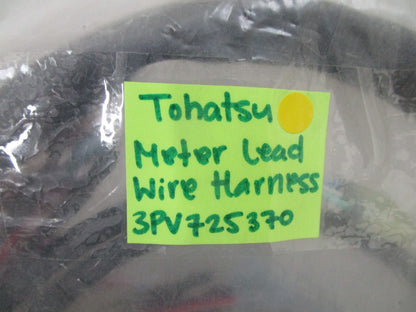 Tohatsu
Meter Lead
Wire Harness
3PV725370